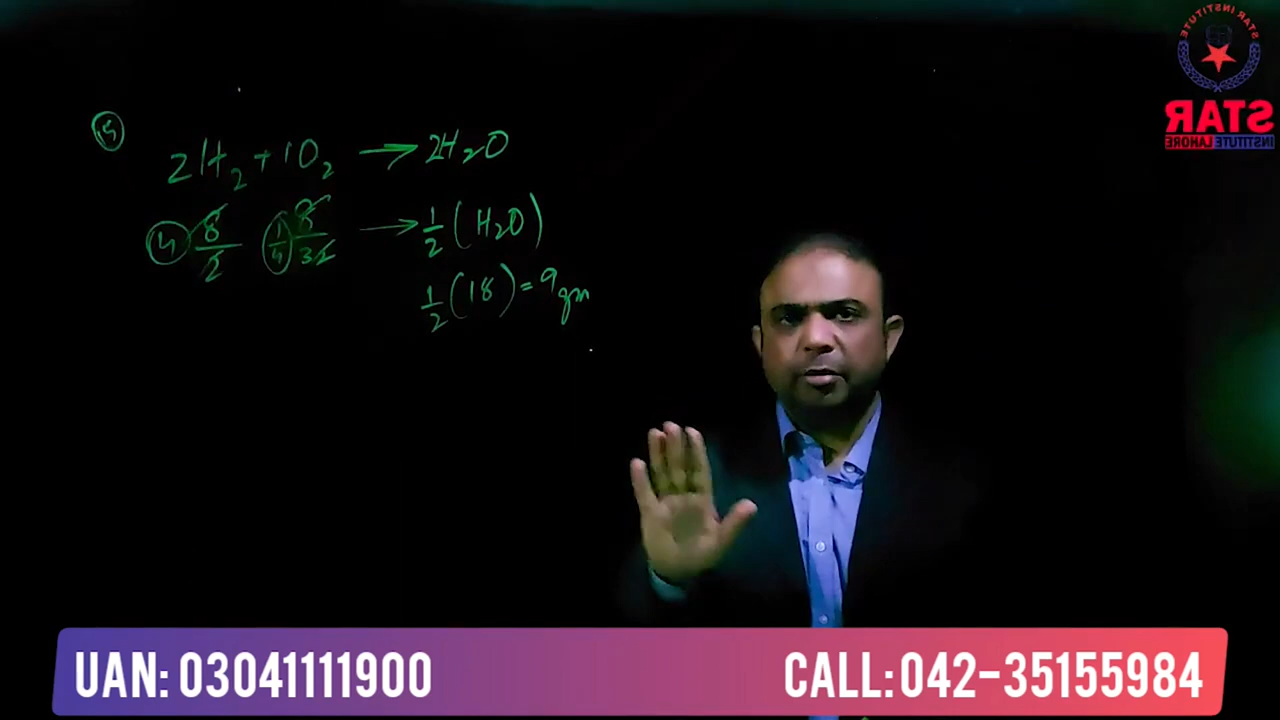 15
2H₂ + 1O₂ → 2H₂O
4 8/2 1/4 8/32 → 1/2 (H₂O)
1/2 (18) = 9 gm
STAR INSTITUTE
STAR
INSTITUTE LAHORE
UAN: 03041111900 CALL: 042-35155984